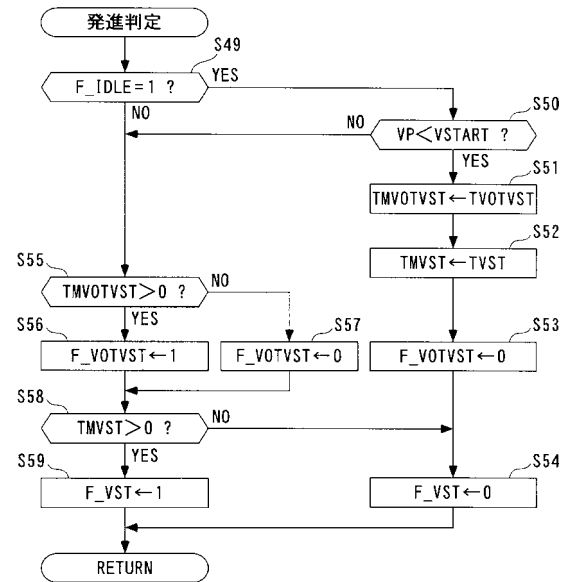 発進判定
S49
F_IDLE=1 ?
YES
NO
S50
NO
VP<VSTART ?
YES
S51
TMVOTVST←TVOTVST
S52
TMVST←TVST
S55
TMVOTVST>0 ?
NO
YES
S56
F_VOTVST←1
S57
F_VOTVST←0
S53
F_VOTVST←0
S58
TMVST>0 ?
NO
YES
S59
F_VST←1
S54
F_VST←0
RETURN